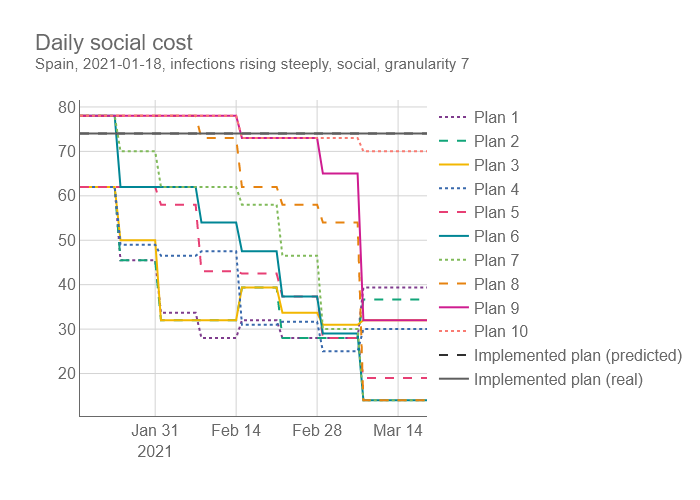 Daily social cost
Spain, 2021-01-18, infections rising steeply, social, granularity 7
80
70
60
50
40
30
20
Jan 31
2021
Feb 14
Feb 28
Mar 14
Plan 1
Plan 2
Plan 3
Plan 4
Plan 5
Plan 6
Plan 7
Plan 8
Plan 9
Plan 10
Implemented plan (predicted)
Implemented plan (real)